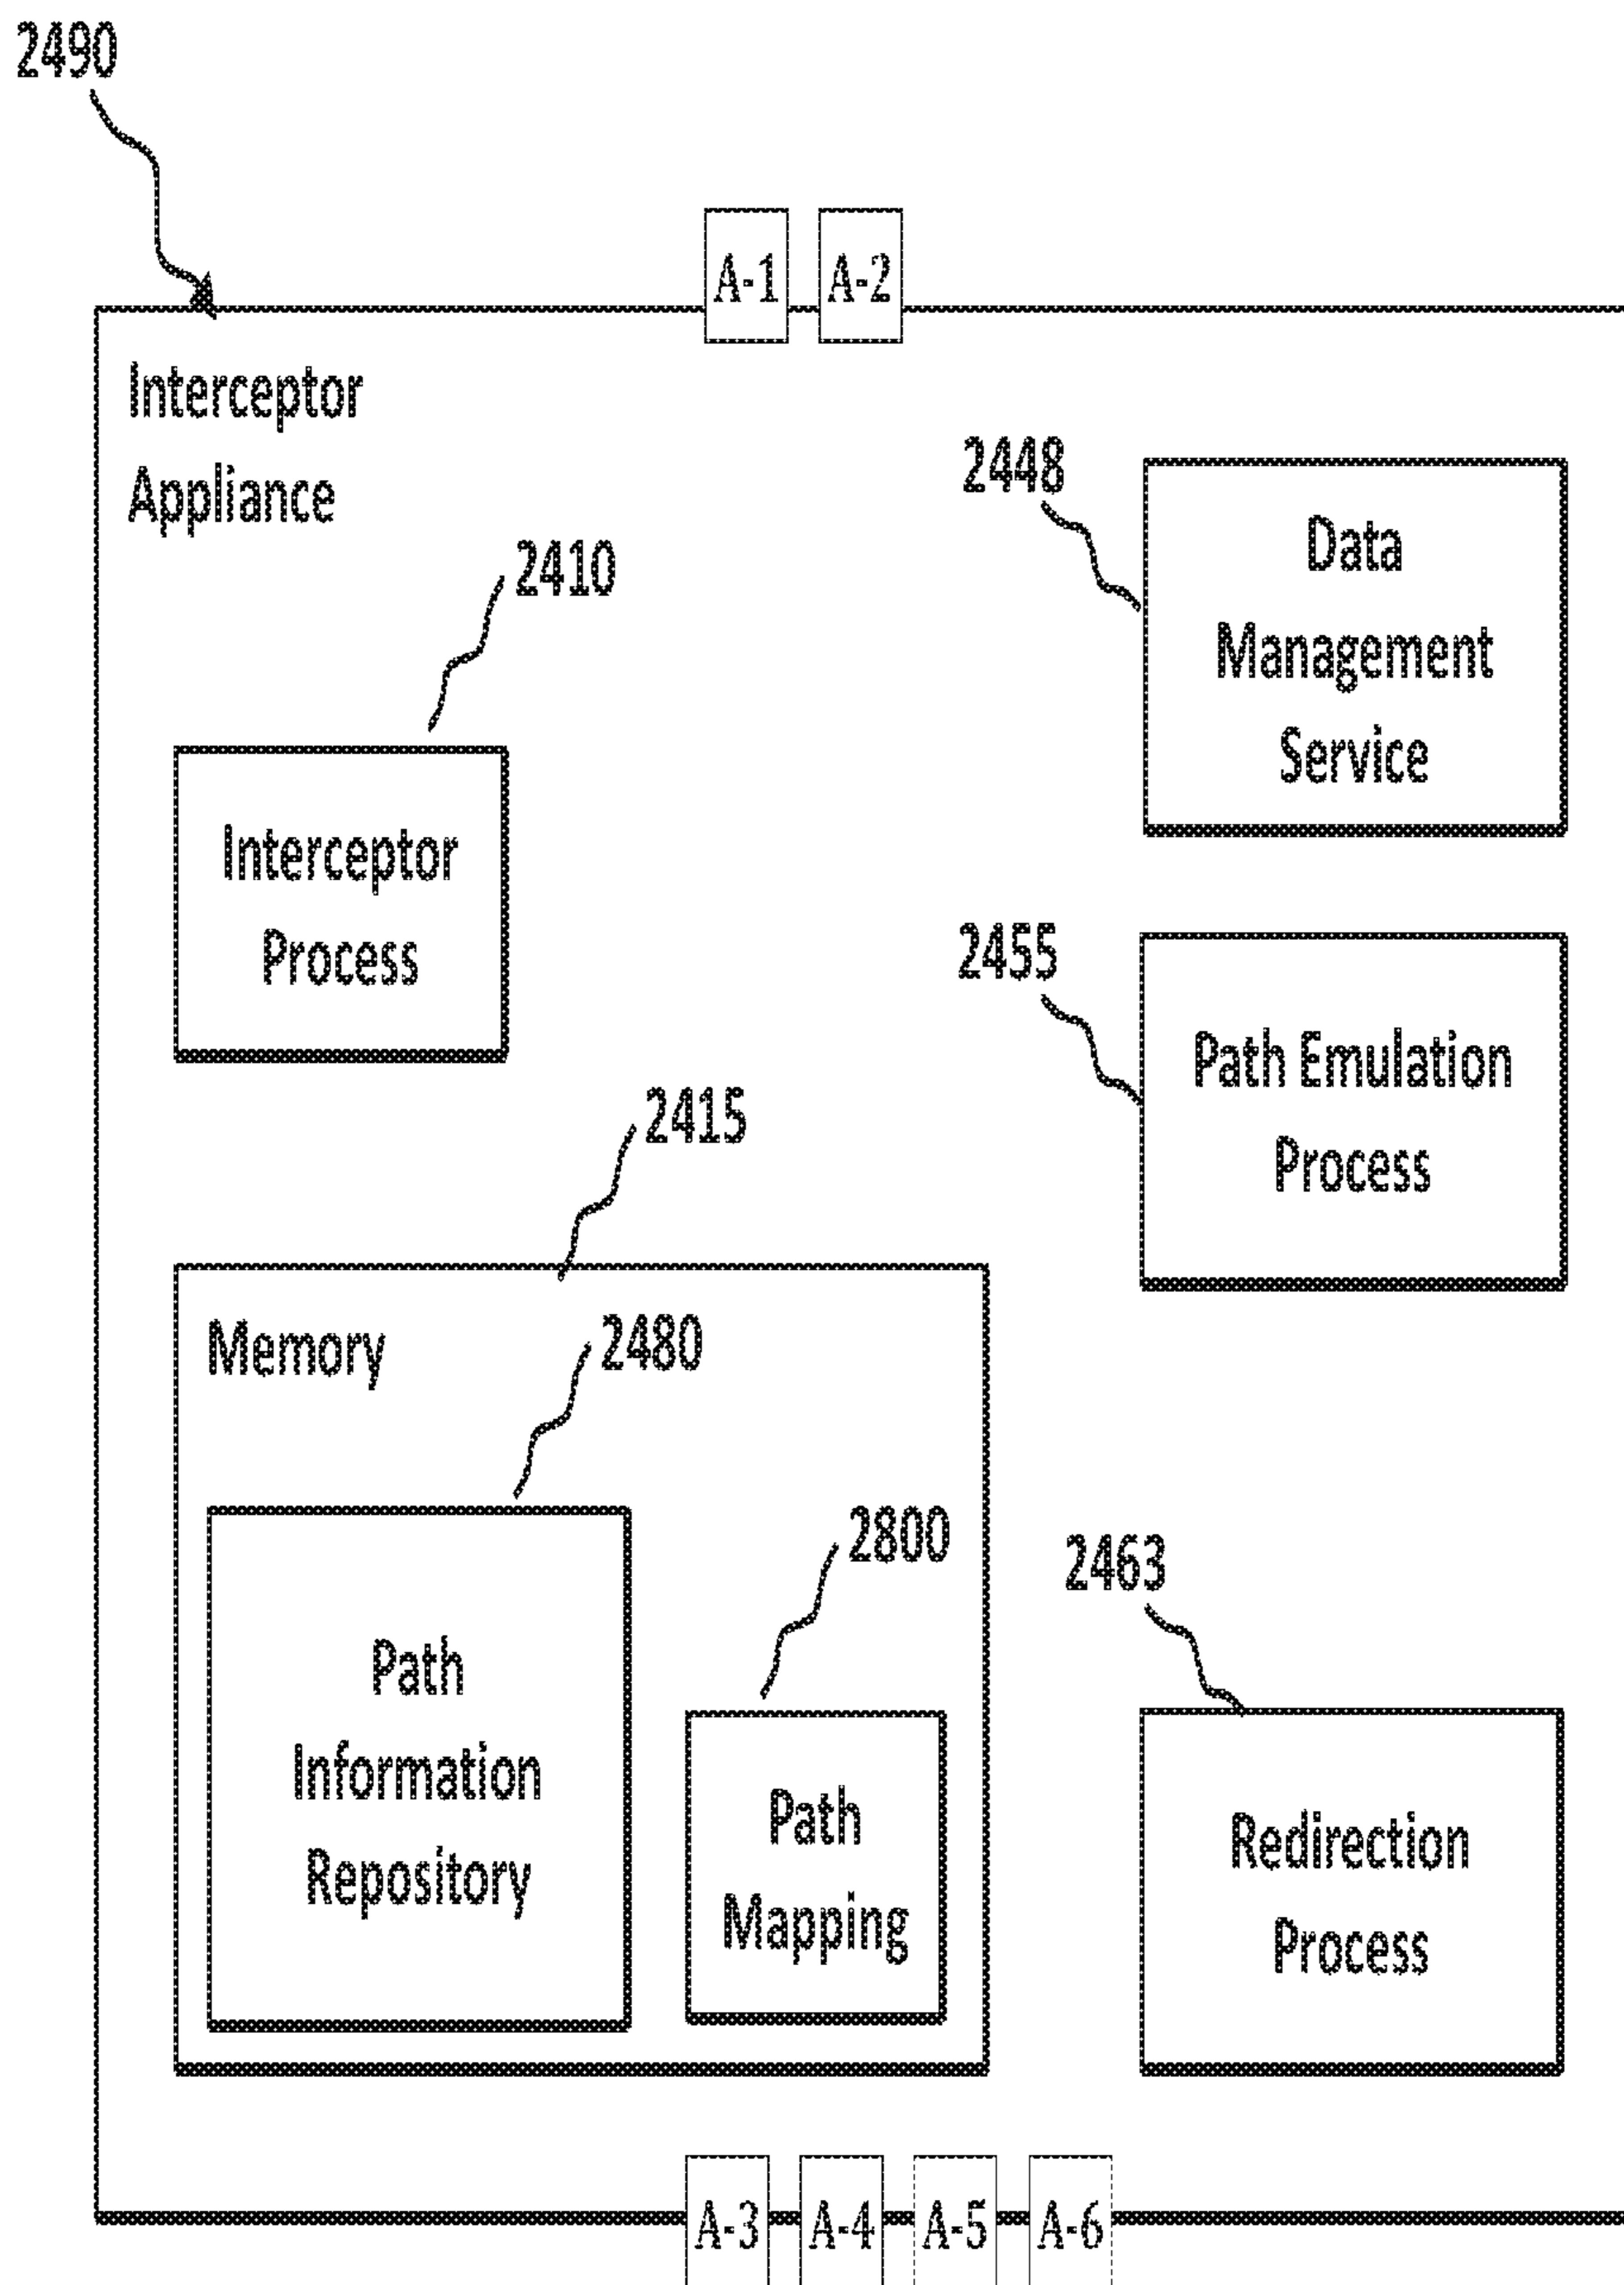 2490
A-1 A-2
Interceptor
Appliance
2448
Data
Management
Service
2410
Interceptor
Process
2455
Path Emulation
Process
2415
Memory
2480
Path
Information
Repository
2800
Path
Mapping
2463
Redirection
Process
A-3 A-4 A-5 A-6